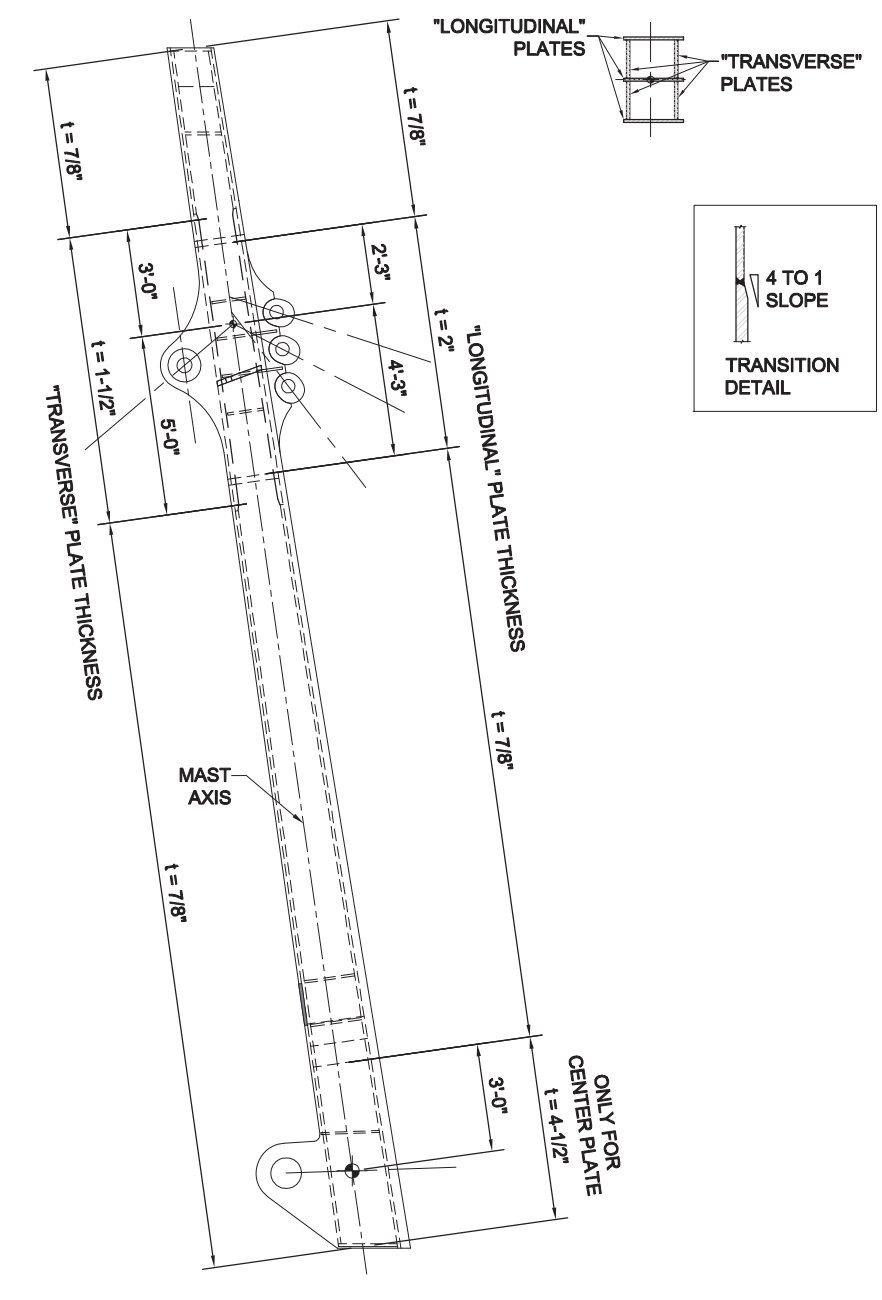 "LONGITUDINAL"
PLATES
"TRANSVERSE"
PLATES
t = 7/8"
t = 7/8"
4 TO 1
SLOPE
TRANSITION
DETAIL
3'-0"
2'-3"
t = 2"
t = 1-1/2"
4'-3"
5'-0"
"LONGITUDINAL" PLATE THICKNESS
"TRANSVERSE" PLATE THICKNESS
t = 7/8"
MAST
AXIS
t = 7/8"
3'-0"
ONLY FOR
CENTER PLATE
t = 4-1/2"